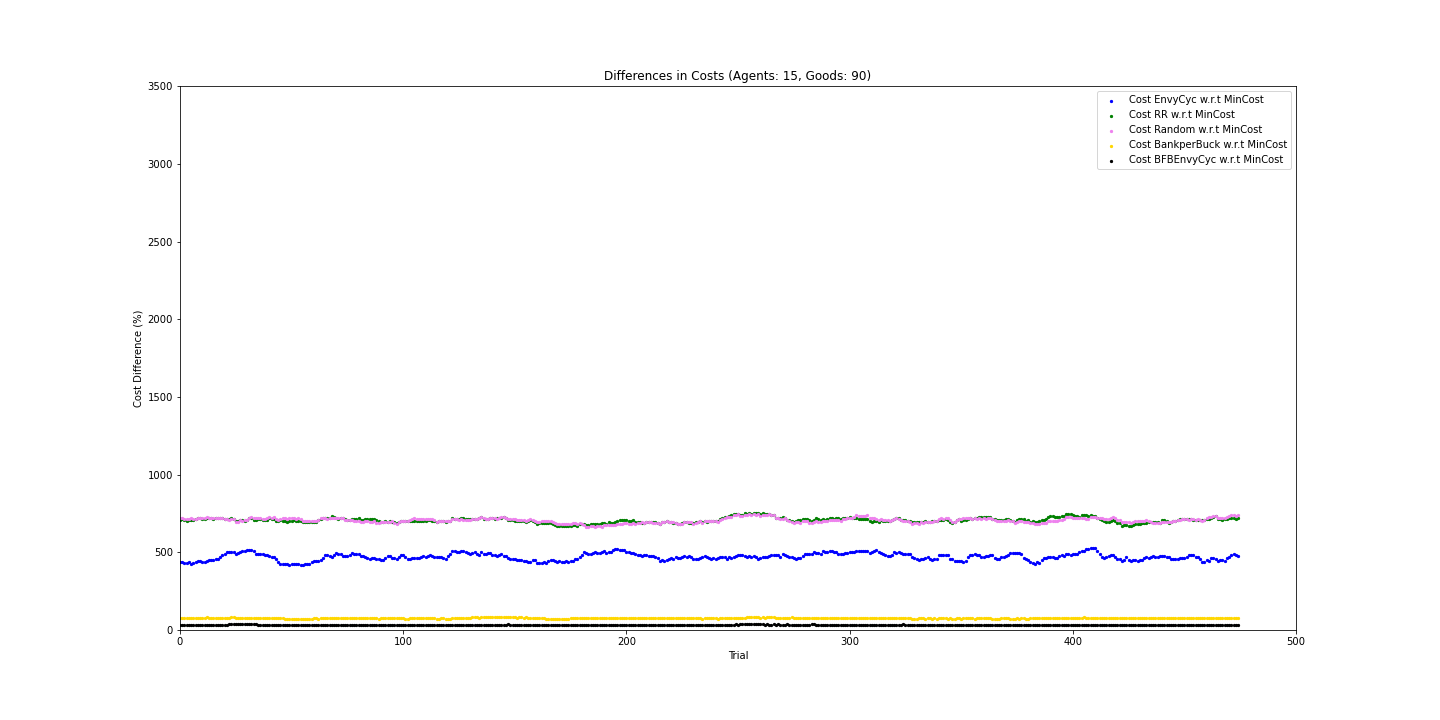 Differences in Costs (Agents: 15, Goods: 90)
3500
3000
2500
2000
1500
1000
500
0
Cost Difference (%)
Cost EnvyCyc w.r.t MinCost
Cost RR w.r.t MinCost
Cost Random w.r.t MinCost
Cost BankperBuck w.r.t MinCost
Cost BFBEnvyCyc w.r.t MinCost
0 100 200 300 400 500
Trial